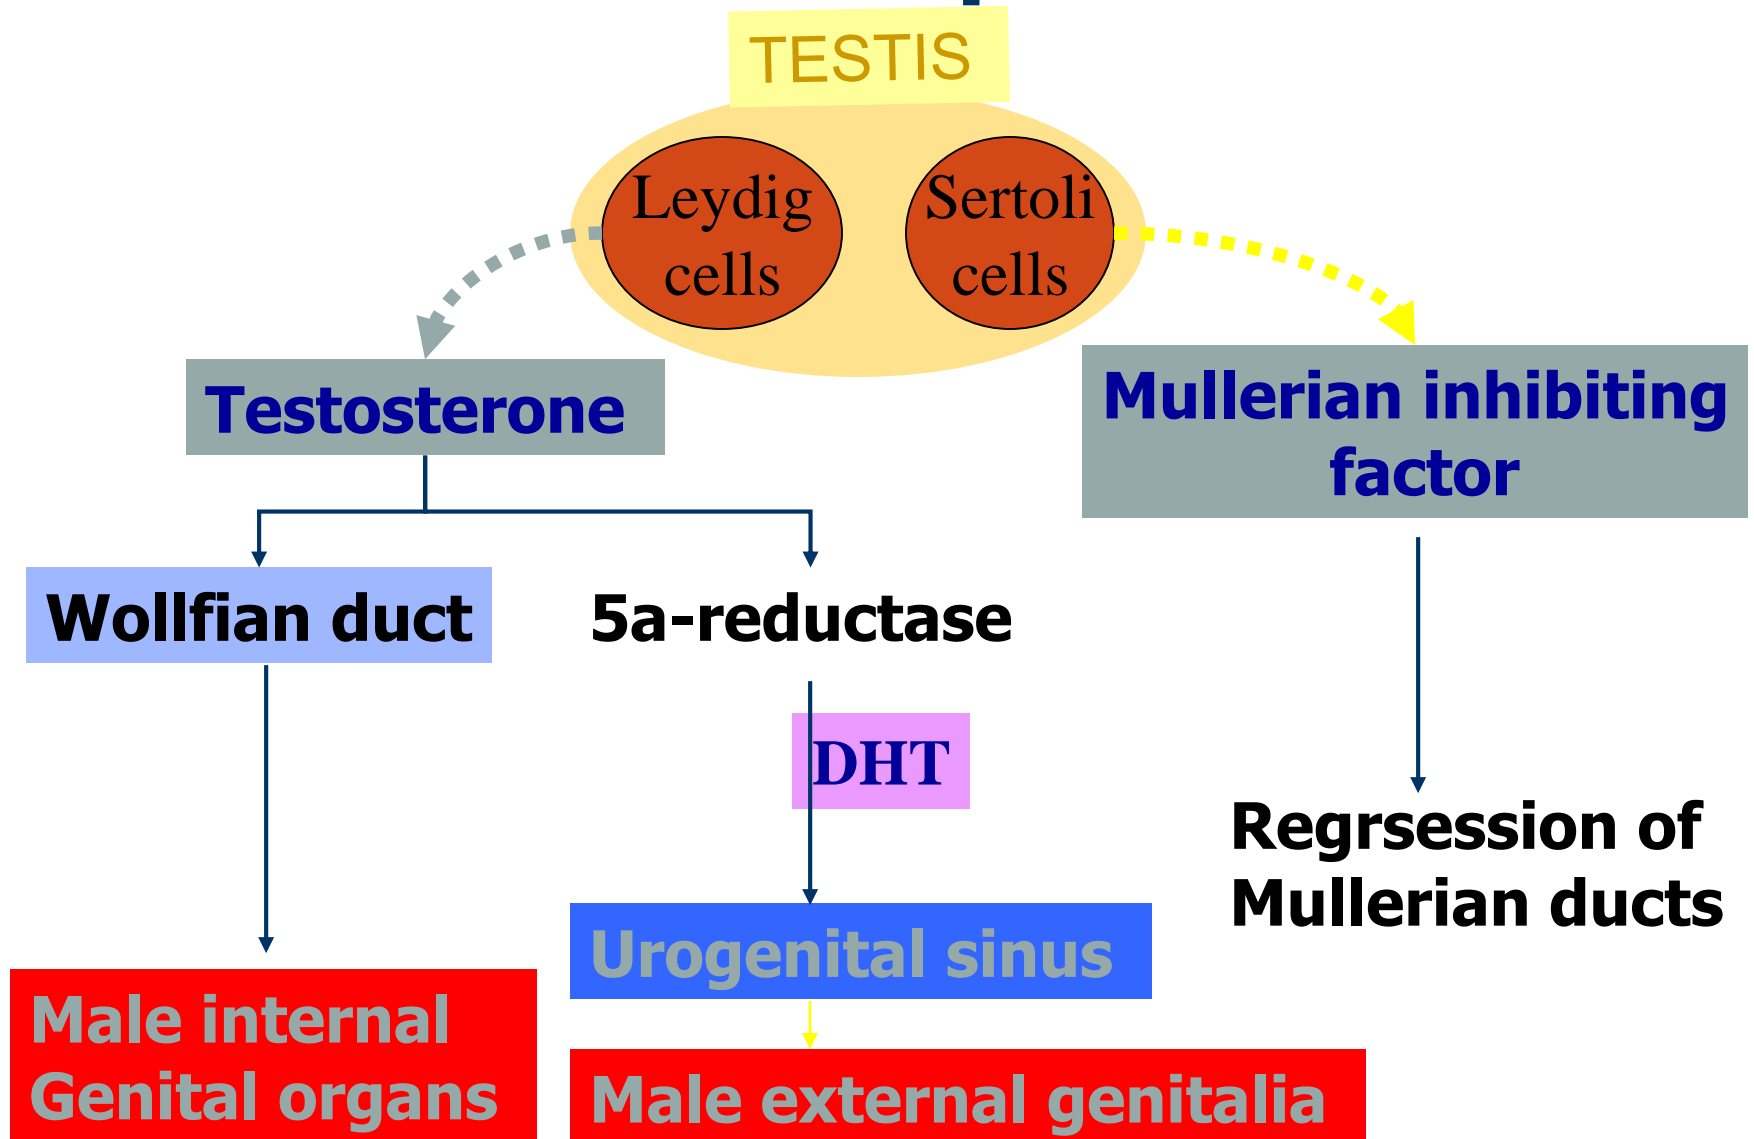 TESTIS
Leydig
cells
Sertoli
cells
Testosterone
Mullerian inhibiting
factor
Wollfian duct
5a-reductase
DHT
Regrsession of
Mullerian ducts
Urogenital sinus
Male internal
Genital organs
Male external genitalia